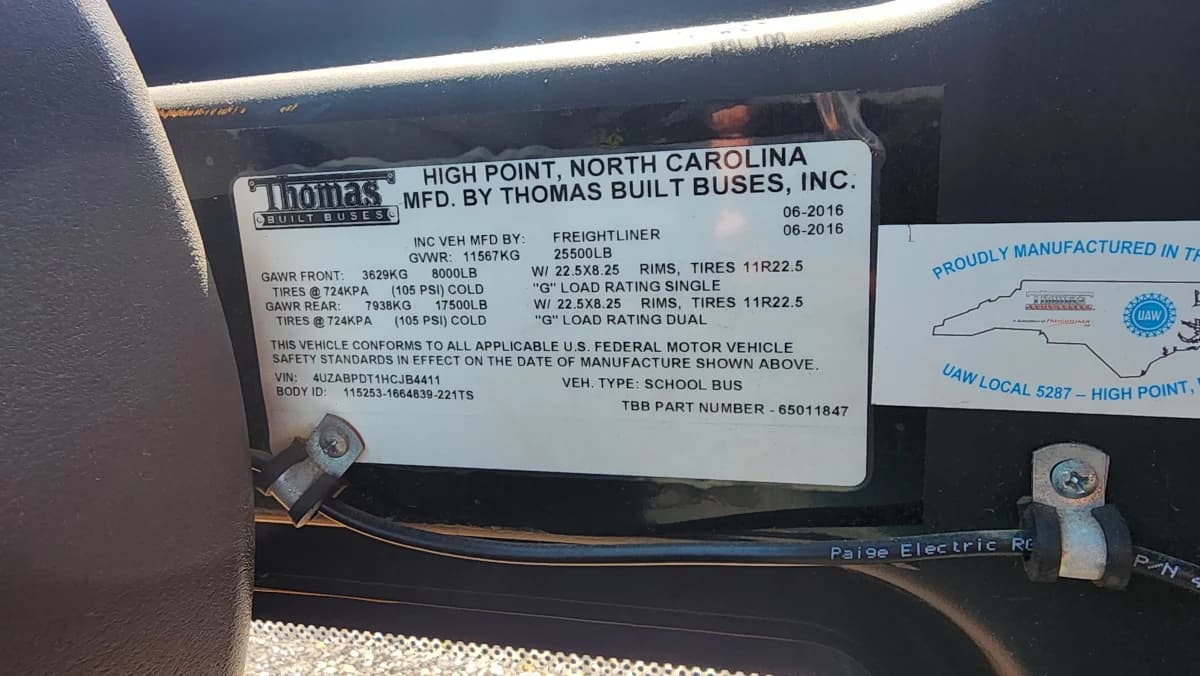 Thomas
BUILT BUSES
HIGH POINT, NORTH CAROLINA
MFD. BY THOMAS BUILT BUSES, INC.
06-2016
INC VEH MFD BY: FREIGHTLINER 06-2016
GVWR: 11567KG 25500LB
GAWR FRONT: 3629KG 8000LB W/ 22.5X8.25 RIMS, TIRES 11R22.5
TIRES @ 724KPA (105 PSI) COLD "G" LOAD RATING SINGLE
GAWR REAR: 7938KG 17500LB W/ 22.5X8.25 RIMS, TIRES 11R22.5
TIRES @ 724KPA (105 PSI) COLD "G" LOAD RATING DUAL
THIS VEHICLE CONFORMS TO ALL APPLICABLE U.S. FEDERAL MOTOR VEHICLE
SAFETY STANDARDS IN EFFECT ON THE DATE OF MANUFACTURE SHOWN ABOVE.
VIN: 4UZABPDT1HCJB4411 VEH. TYPE: SCHOOL BUS
BODY ID: 115253-1664839-221TS
TBB PART NUMBER - 65011847
PROUDLY MANUFACTURED IN TH
Thomas
UAW
UAW LOCAL 5287 – HIGH POINT,
Paige Electric
P/N 4